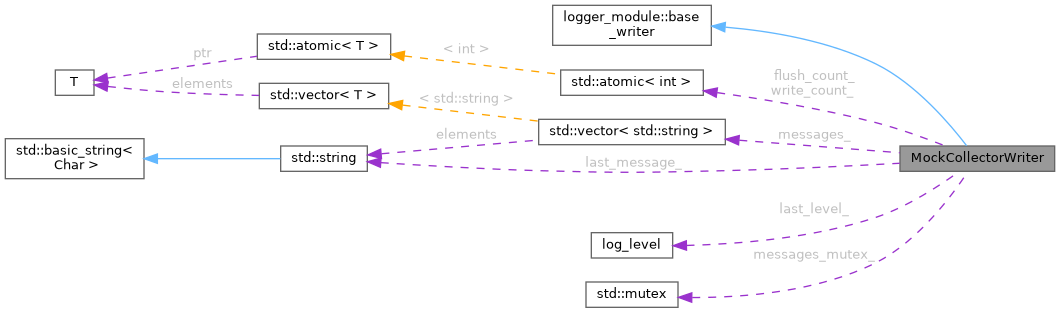 logger_module::base
_writer
std::atomic< T >
ptr
< int >
T
elements
std::atomic< int >
flush_count_
write_count_
std::vector< T >
< std::string >
std::vector< std::string >
messages_
elements
std::basic_string<
Char >
std::string
last_message_
MockCollectorWriter
last_level_
log_level
messages_mutex_
std::mutex